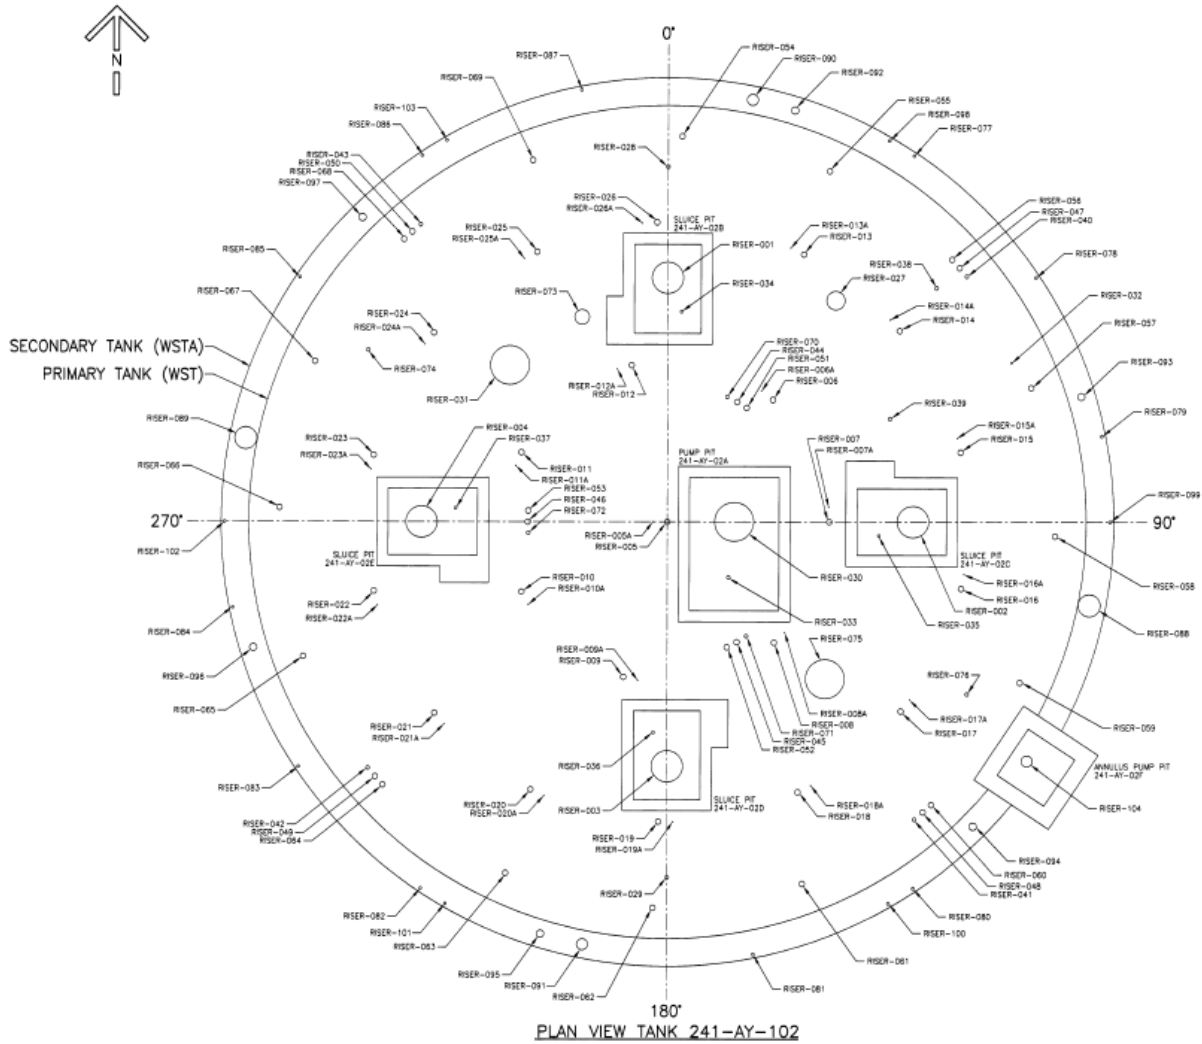 N
0°
RISER-054
RISER-087
RISER-090
RISER-069
RISER-092
RISER-055
RISER-103
RISER-098
RISER-086
RISER-077
RISER-028
RISER-043
RISER-050
RISER-068
RISER-097
RISER-026
RISER-026A
SLUICE PIT
241-AY-02B
RISER-056
RISER-047
RISER-040
RISER-025
RISER-025A
RISER-013A
RISER-013
RISER-001
RISER-085
RISER-038
RISER-027
RISER-078
RISER-067
RISER-073
RISER-034
RISER-032
RISER-024
RISER-024A
RISER-014A
RISER-014
RISER-057
SECONDARY TANK (WSTA)
PRIMARY TANK (WST)
RISER-074
RISER-070
RISER-044
RISER-051
RISER-006A
RISER-006
RISER-093
RISER-012A
RISER-012
RISER-031
RISER-039
RISER-079
RISER-089
RISER-004
RISER-037
RISER-023
RISER-023A
RISER-007
RISER-007A
RISER-015A
RISER-015
PUMP PIT
241-AY-02A
RISER-066
RISER-011
RISER-011A
RISER-053
RISER-046
RISER-072
RISER-099
270°
90°
RISER-102
RISER-005A
RISER-005
SLUICE PIT
241-AY-02E
SLUICE PIT
241-AY-02C
RISER-010
RISER-010A
RISER-030
RISER-016A
RISER-016
RISER-058
RISER-022
RISER-022A
RISER-002
RISER-033
RISER-035
RISER-084
RISER-088
RISER-075
RISER-009A
RISER-009
RISER-096
RISER-076
RISER-065
RISER-021
RISER-021A
RISER-008A
RISER-008
RISER-071
RISER-045
RISER-052
RISER-017A
RISER-017
RISER-059
RISER-036
ANNULUS PUMP PIT
241-AY-02F
RISER-083
RISER-020
RISER-020A
RISER-003
SLUICE PIT
241-AY-02D
RISER-018A
RISER-018
RISER-104
RISER-042
RISER-049
RISER-064
RISER-019
RISER-019A
RISER-094
RISER-060
RISER-048
RISER-041
RISER-029
RISER-082
RISER-101
RISER-063
RISER-080
RISER-100
RISER-095
RISER-091
RISER-062
RISER-061
RISER-081
180°
PLAN VIEW TANK 241-AY-102